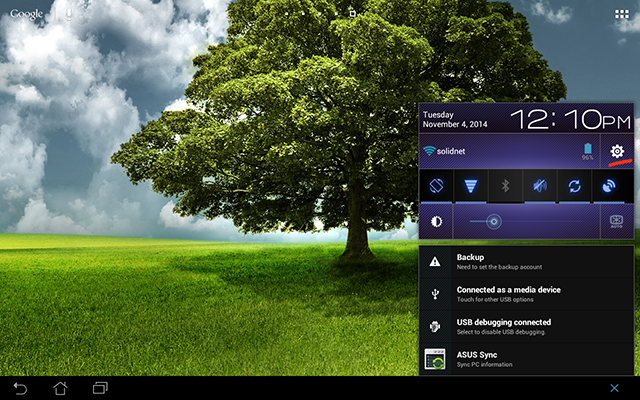 Google
Tuesday
November 4, 2014
12:10PM
solidnet
96%
AUTO
Backup
Need to set the backup account
Connected as a media device
Touch for other USB options
USB debugging connected
Select to disable USB debugging.
ASUS Sync
Sync PC information